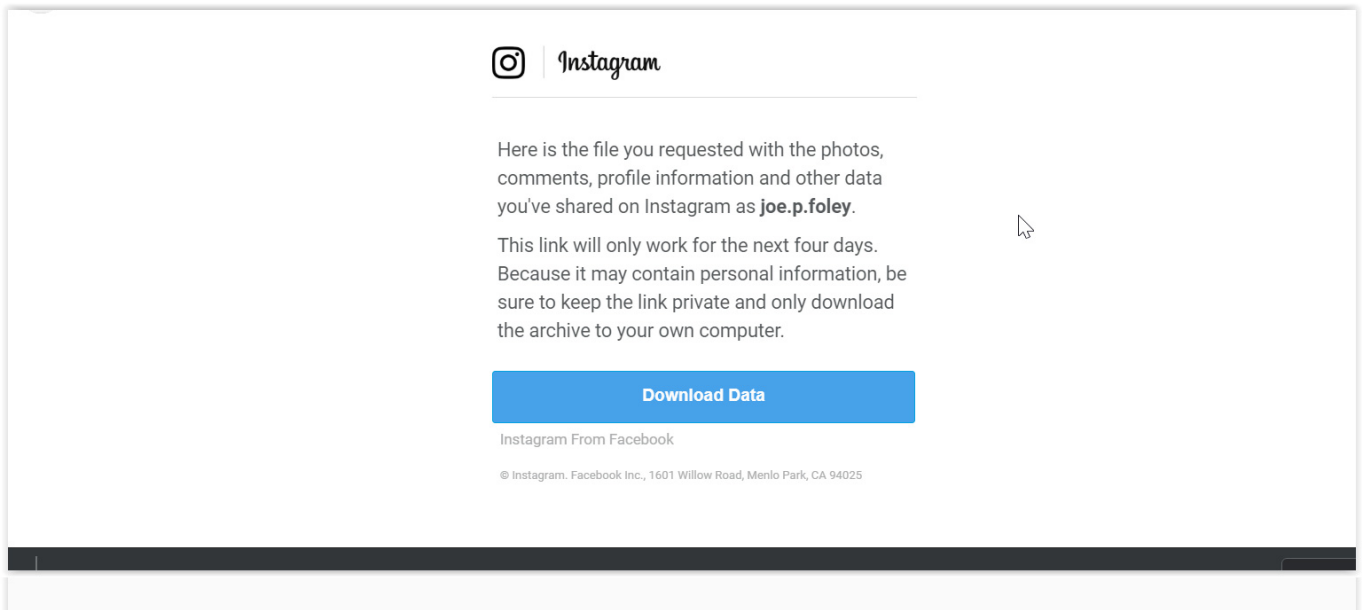 Instagram
Here is the file you requested with the photos,
comments, profile information and other data
you've shared on Instagram as joe.p.foley.
This link will only work for the next four days.
Because it may contain personal information, be
sure to keep the link private and only download
the archive to your own computer.
Download Data
Instagram From Facebook
© Instagram. Facebook Inc., 1601 Willow Road, Menlo Park, CA 94025